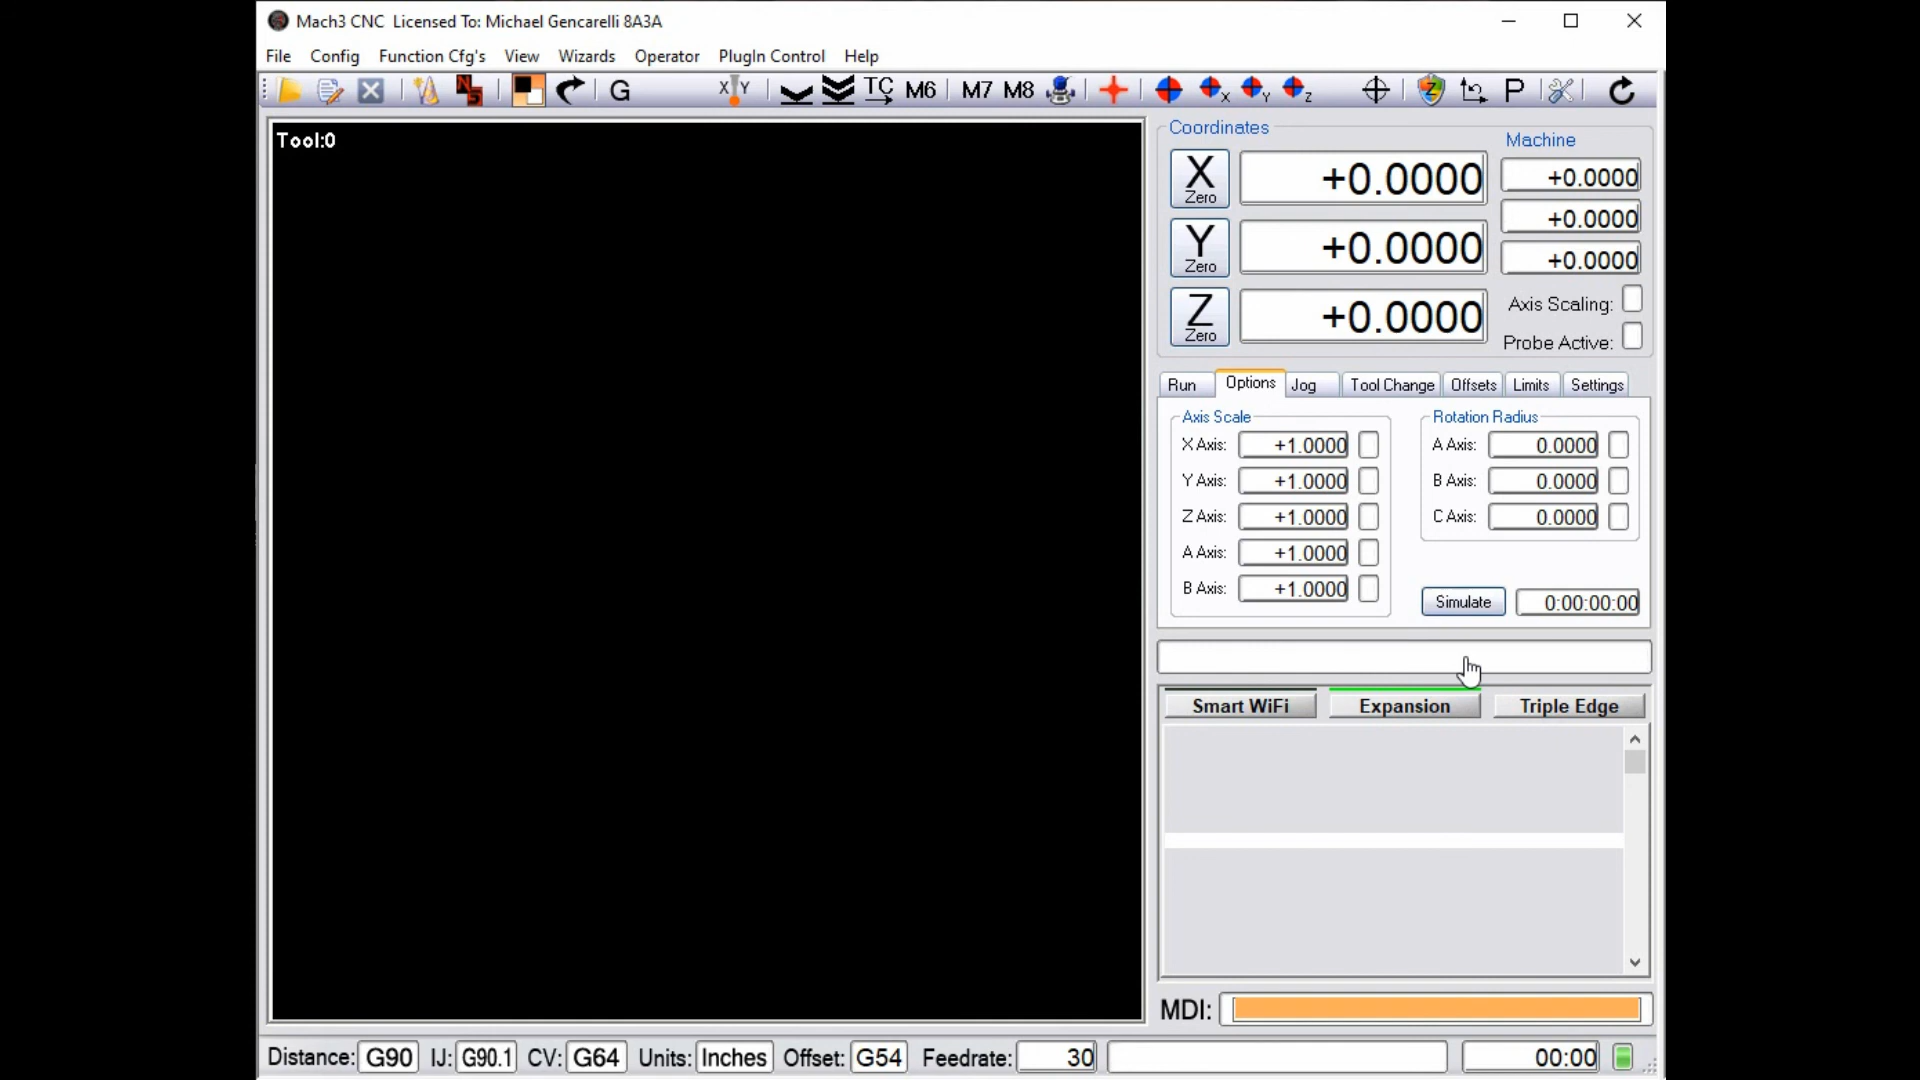 Mach3 CNC Licensed To: Michael Gencarelli 8A3A
File Config Function Cfg's View Wizards Operator PlugIn Control Help
G X Y TC M6 M7 M8 X Y Z Z P
Tool:0
Coordinates
Machine
X Zero +0.0000 +0.0000
Y Zero +0.0000 +0.0000
Z Zero +0.0000 +0.0000
Axis Scaling:
Probe Active:
Run Options Jog Tool Change Offsets Limits Settings
Axis Scale Rotation Radius
X Axis: +1.0000 A Axis: 0.0000
Y Axis: +1.0000 B Axis: 0.0000
Z Axis: +1.0000 C Axis: 0.0000
A Axis: +1.0000
B Axis: +1.0000
Simulate 0:00:00:00
Smart WiFi Expansion Triple Edge
MDI:
Distance: G90 IJ: G90.1 CV: G64 Units: Inches Offset: G54 Feedrate: 30 00:00